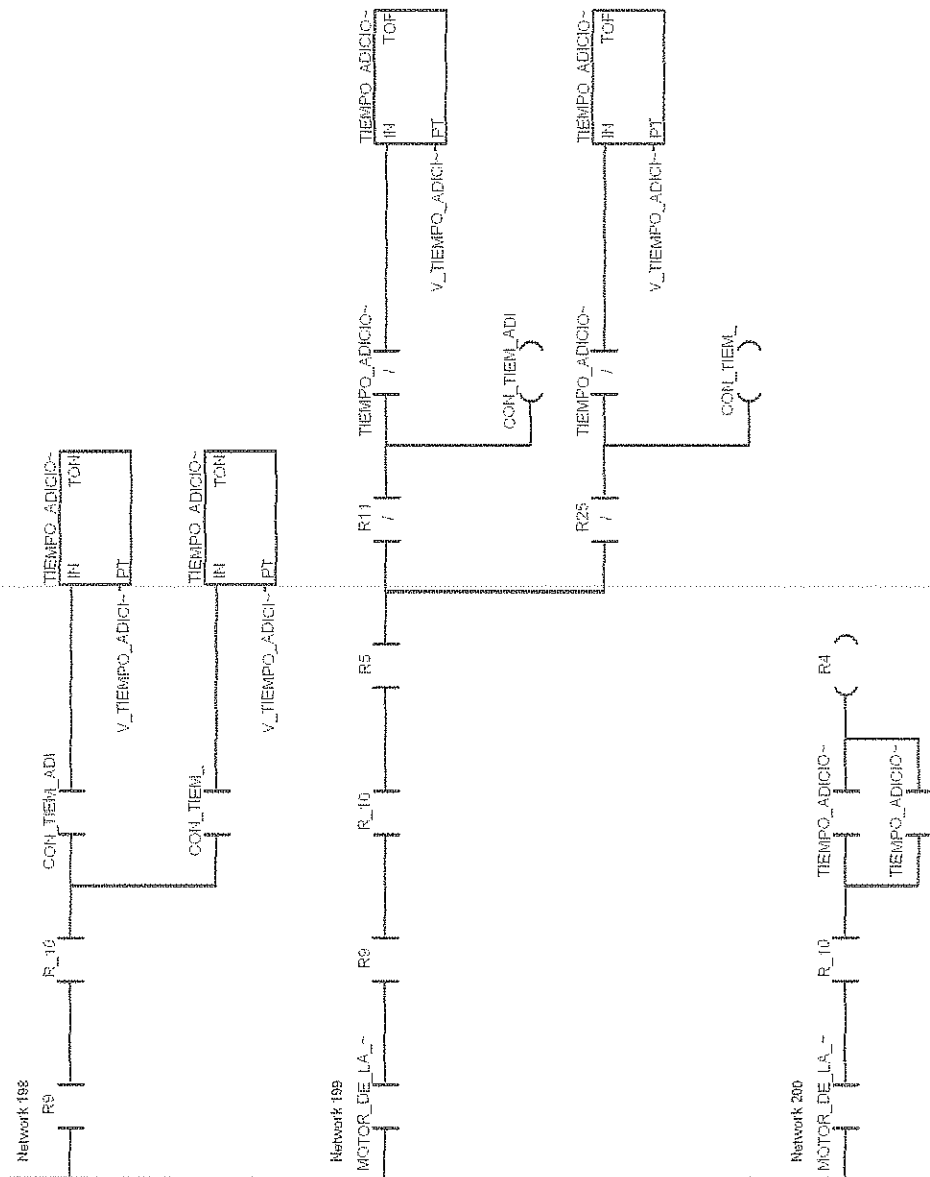 Network 198
R9
R_10
CON_TIEM_ADI
TIEMPO_ADICIO~
IN
TON
PT
V_TIEMPO_ADICI~
CON_TIEM_
TIEMPO_ADICIO~
IN
TON
PT
V_TIEMPO_ADICI~
Network 199
MOTOR_DE_LA_~
R9
R_10
R5
R11
/
TIEMPO_ADICIO~
/
TIEMPO_ADICIO~
IN
TOF
PT
V_TIEMPO_ADICI~
CON_TIEM_ADI
R25
/
TIEMPO_ADICIO~
/
TIEMPO_ADICIO~
IN
TOF
PT
V_TIEMPO_ADICI~
CON_TIEM_
Network 200
MOTOR_DE_LA_~
R_10
TIEMPO_ADICIO~
R4
TIEMPO_ADICIO~